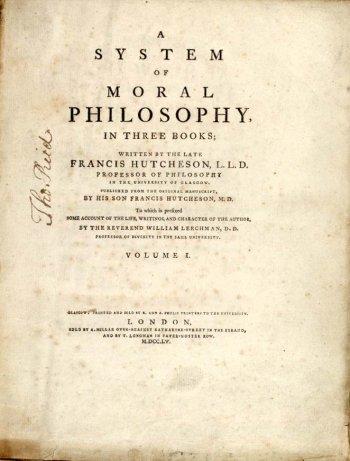 A
SYSTEM
OF
MORAL
PHILOSOPHY,
IN THREE BOOKS;
WRITTEN BY THE LATE
FRANCIS HUTCHESON, L.L.D.
PROFESSOR OF PHILOSOPHY
IN THE UNIVERSITY OF GLASGOW.
PUBLISHED FROM THE ORIGINAL MANUSCRIPT,
BY HIS SON FRANCIS HUTCHESON, M.D.
To which is prefixed
SOME ACCOUNT OF THE LIFE, WRITINGS, AND CHARACTER OF THE AUTHOR,
BY THE REVEREND WILLIAM LEECHMAN, D.D.
PROFESSOR OF DIVINITY IN THE SAME UNIVERSITY.
VOLUME I.
GLASGOW; PRINTED AND SOLD BY R. AND A. FOULIS PRINTERS TO THE UNIVERSITY.
LONDON,
SOLD BY A. MILLAR OVER-AGAINST KATHARINE-STREET IN THE STRAND,
AND BY T. LONGMAN IN PATER-NOSTER ROW.
M.DCC.LV.
Tho. Reid